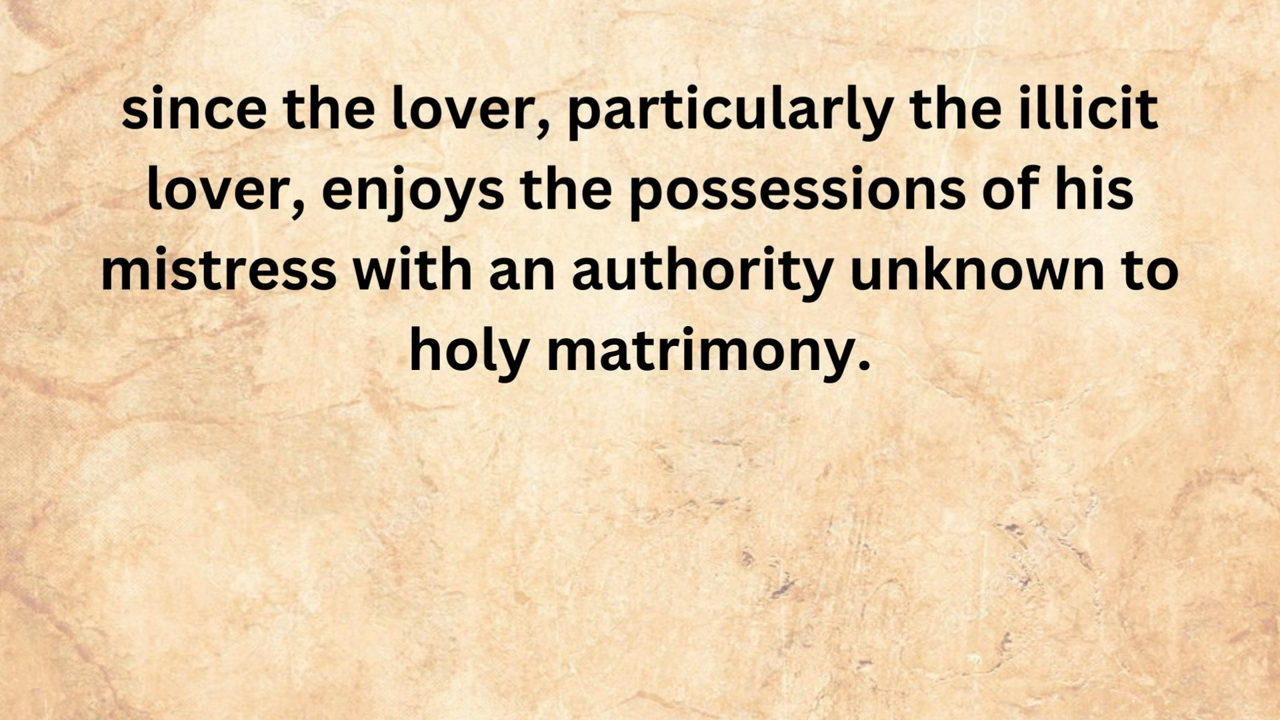 since the lover, particularly the illicit
lover, enjoys the possessions of his
mistress with an authority unknown to
holy matrimony.